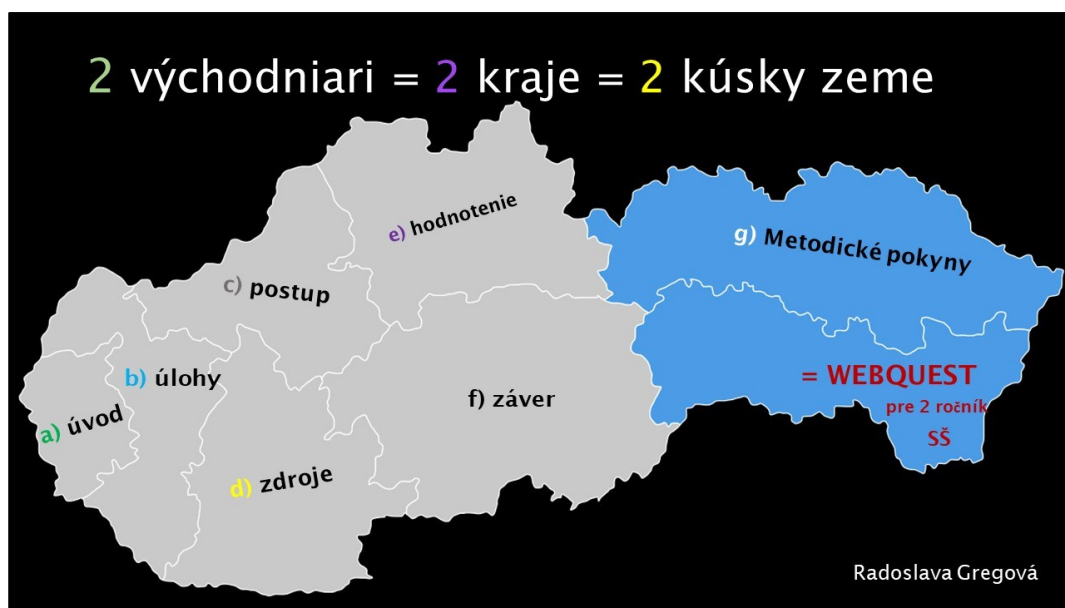 2 východniari = 2 kraje = 2 kúsky zeme
e) hodnotenie
g) Metodické pokyny
c) postup
b) úlohy
= WEBQUEST
pre 2 ročník
SŠ
a) úvod
f) záver
d) zdroje
Radoslava Gregová